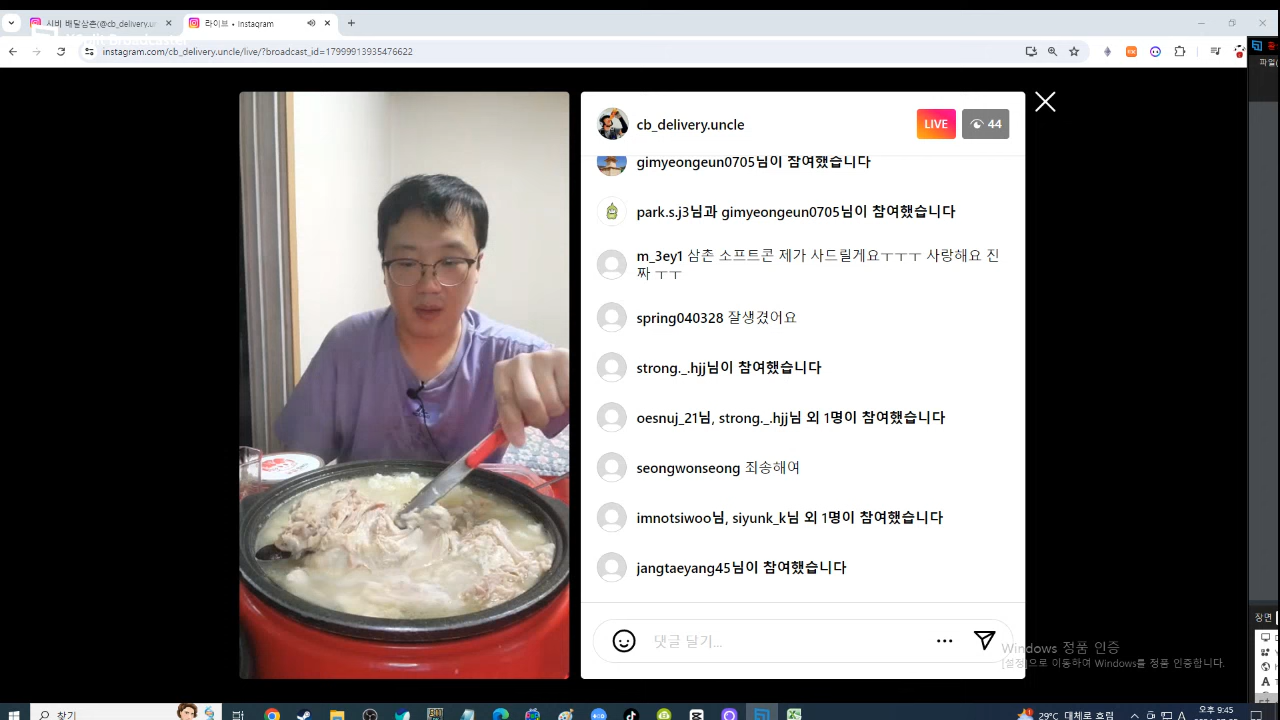 시비 배달삼촌(@cb_delivery.un
라이브 • Instagram
instagram.com/cb_delivery.uncle/live/?broadcast_id=17999913935476622
파일(
cb_delivery.uncle
LIVE
44
gimyeongeun0705님이 참여했습니다
park.s.j3님과 gimyeongeun0705님이 참여했습니다
m_3ey1 삼촌 소프트콘 제가 사드릴게요ㅜㅜㅜ 사랑해요 진
짜 ㅜㅜ
spring040328 잘생겼어요
strong._.hjj님이 참여했습니다
oesnuj_21님, strong._.hjj님 외 1명이 참여했습니다
seongwonseong 죄송해여
imnotsiwoo님, siyunk_k님 외 1명이 참여했습니다
jangtaeyang45님이 참여했습니다
댓글 달기...
Windows 정품 인증
[설정]으로 이동하여 Windows를 정품 인증합니다.
장면
찾기
29°C 대체로 흐림
A
오후 9:45